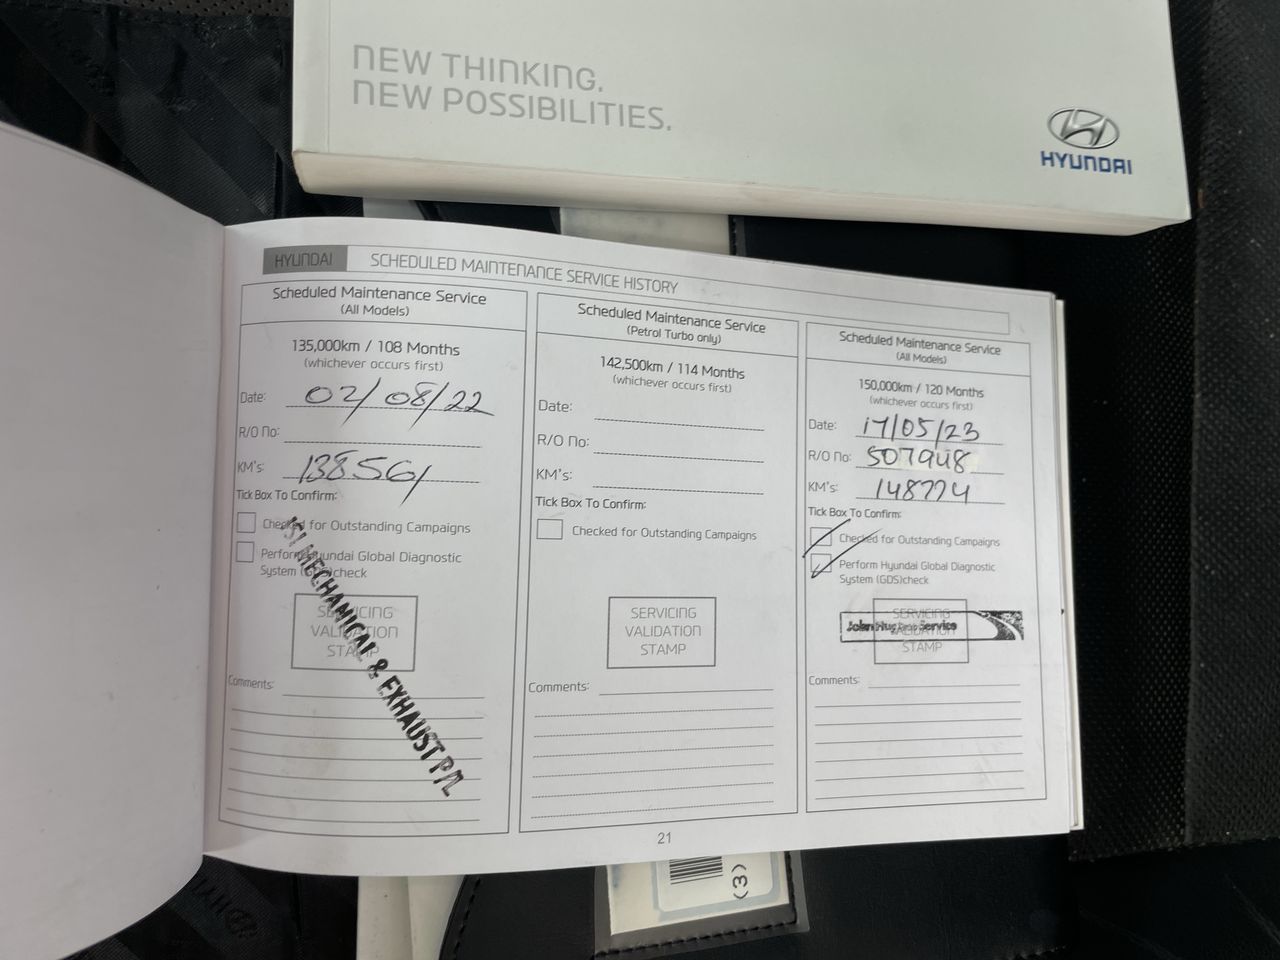 NEW THINKING.
NEW POSSIBILITIES.
HYUNDAI
HYUNDAI SCHEDULED MAINTENANCE SERVICE HISTORY
Scheduled Maintenance Service
(All Models)
135,000km / 108 Months
(whichever occurs first)
Date: 02/08/22
R/O No:
KM's: 138561
Tick Box To Confirm:
Checked for Outstanding Campaigns
Perform Hyundai Global Diagnostic
System (GDS)check
SERVICING
VALIDATION
STAMP
MECHANICAL & EXHAUST P/L
Comments:
Scheduled Maintenance Service
(Petrol Turbo only)
142,500km / 114 Months
(whichever occurs first)
Date:
R/O No:
KM's:
Tick Box To Confirm:
Checked for Outstanding Campaigns
SERVICING
VALIDATION
STAMP
Comments:
Scheduled Maintenance Service
(All Models)
150,000km / 120 Months
(whichever occurs first)
Date: 17/05/23
R/O No: 507948
KM's: 148774
Tick Box To Confirm:
Checked for Outstanding Campaigns
Perform Hyundai Global Diagnostic
System (GDS)check
SERVICING
John Hughes Service
VALIDATION
STAMP
Comments:
21
(3)